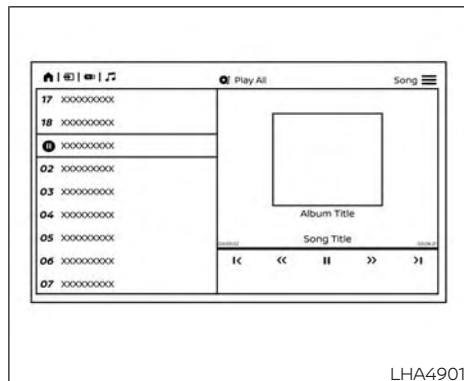 Play All
Song
17 XXXXXXXXX
18 XXXXXXXXX
XXXXXXXXX
02 XXXXXXXXX
03 XXXXXXXXX
04 XXXXXXXXX
05 XXXXXXXXX
06 XXXXXXXXX
07 XXXXXXXXX
Album Title
Song Title
LHA4901